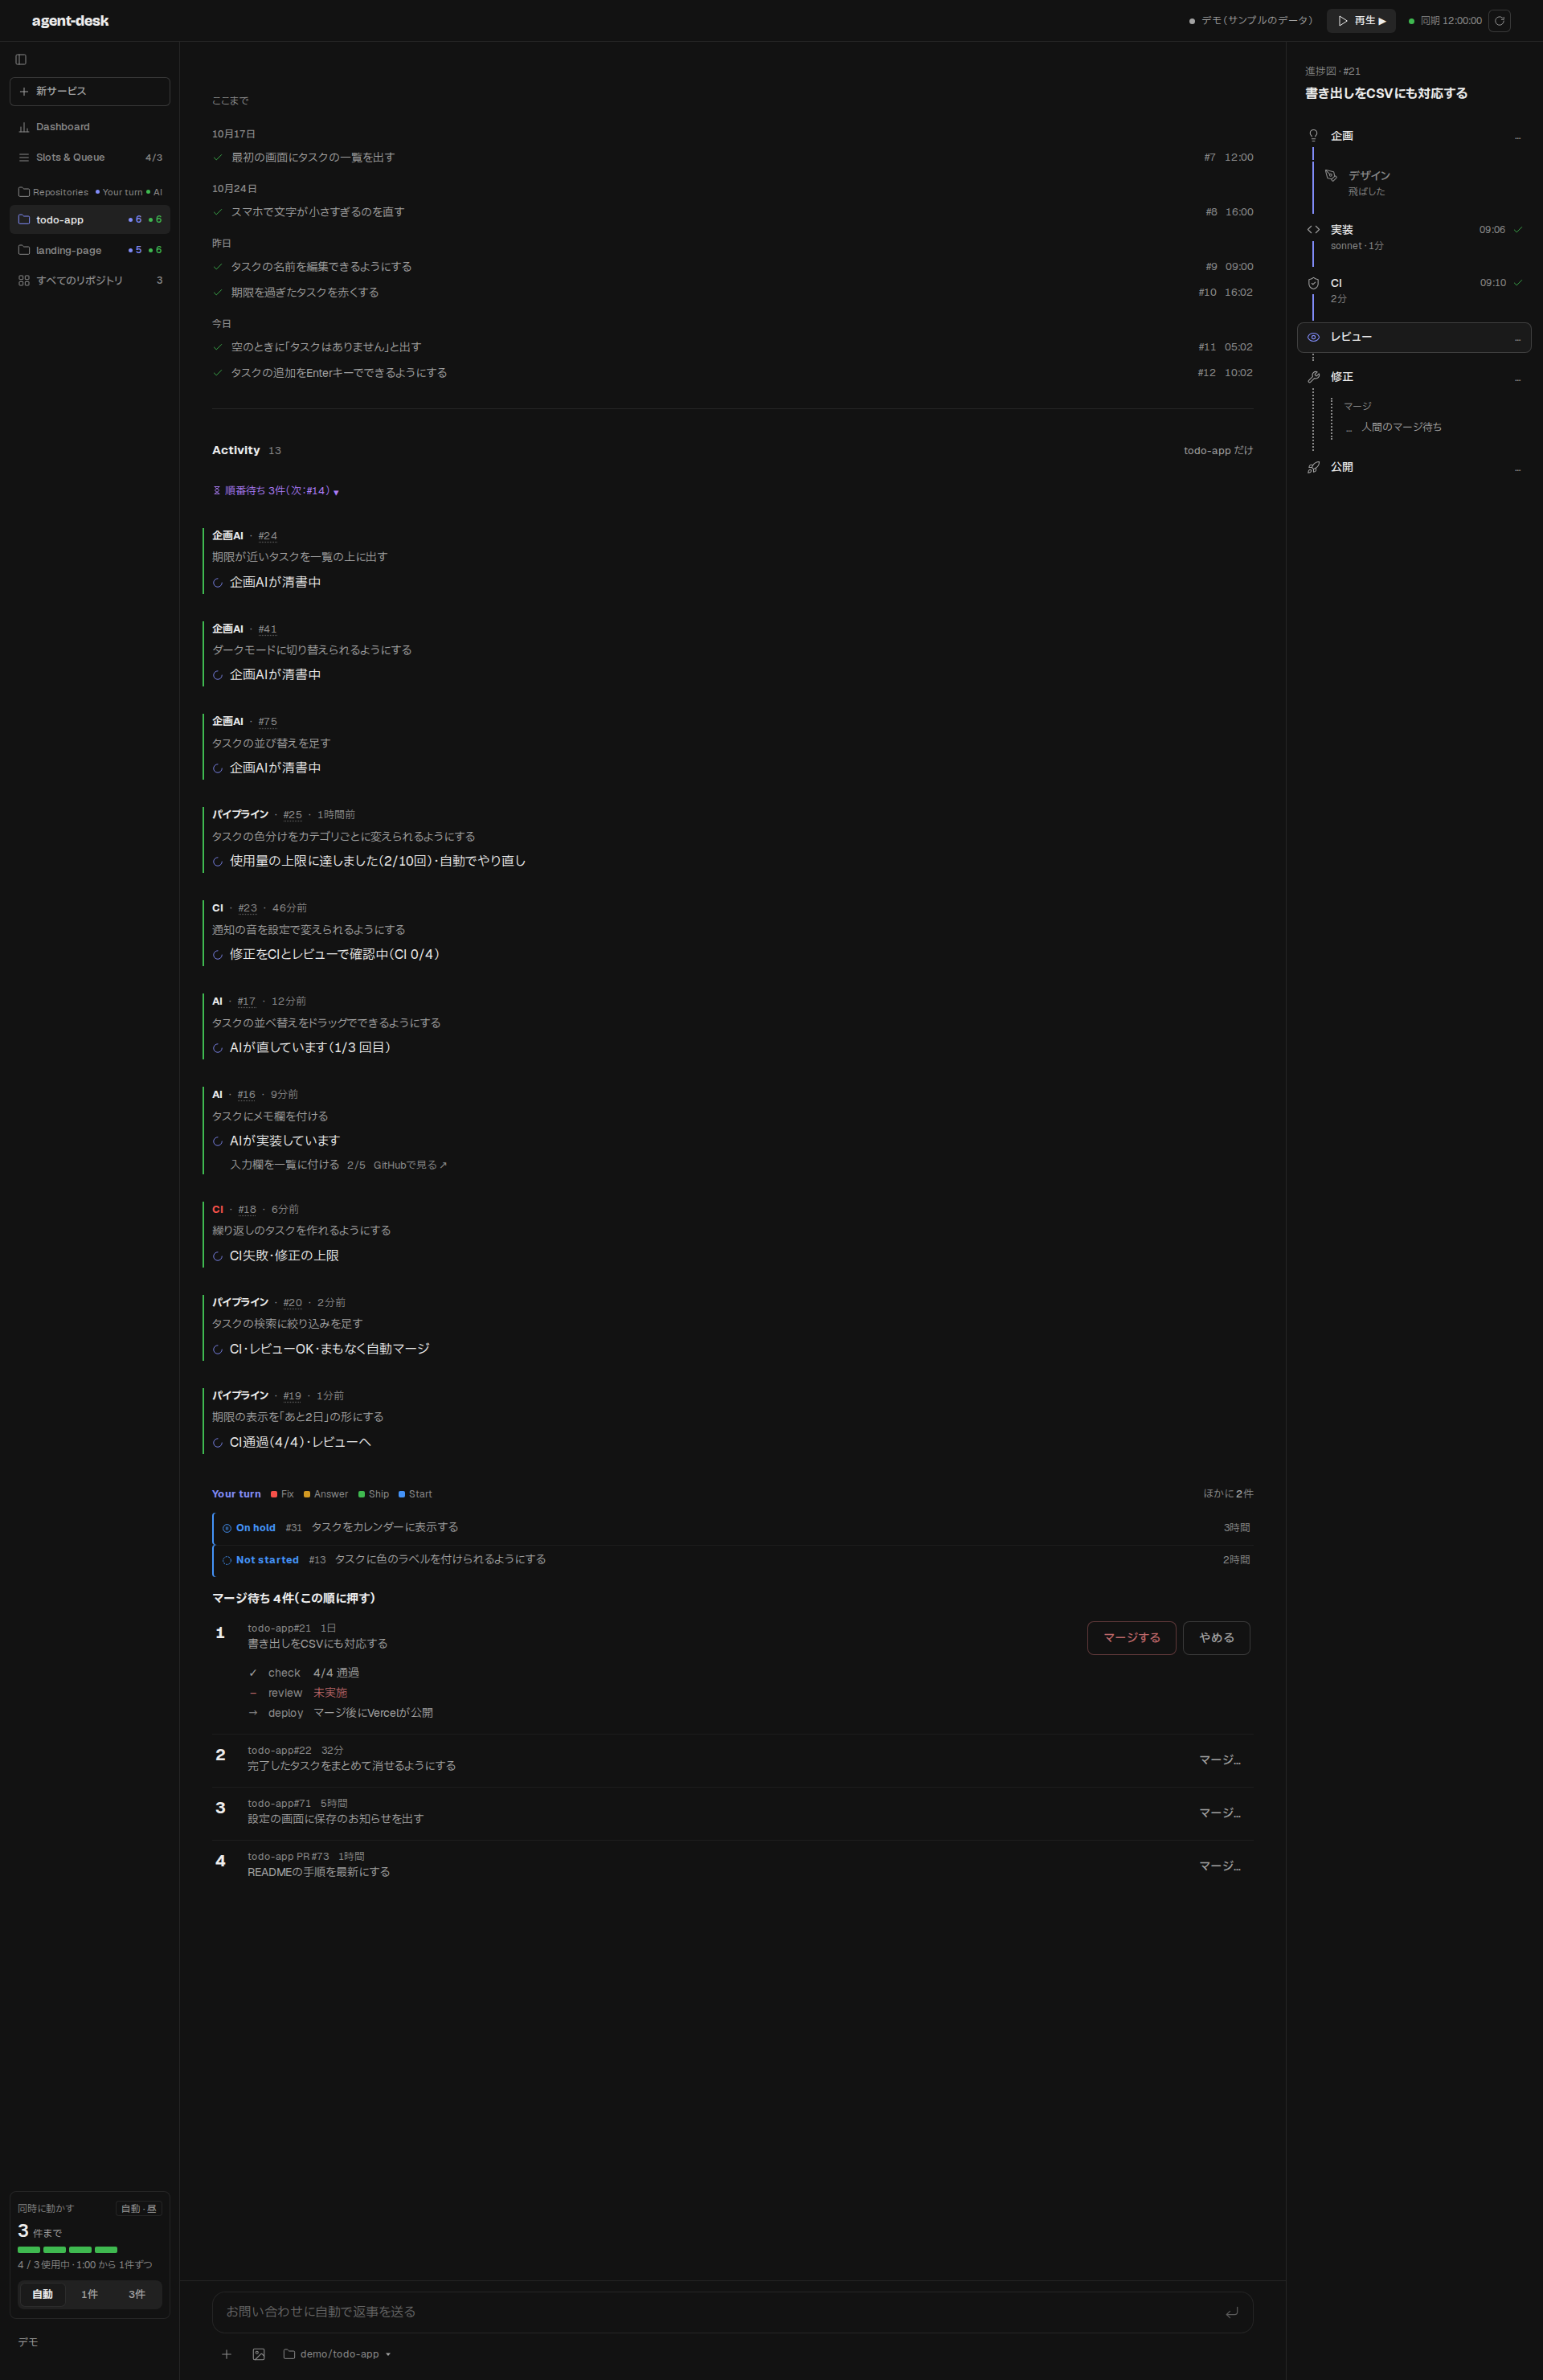 agent-desk
デモ（サンプルのデータ）
再生 ▶
同期 12:00:00
新サービス
Dashboard
Slots & Queue 4/3
Repositories Your turn AI
todo-app 6 6
landing-page 5 6
すべてのリポジトリ 3
同時に動かす 自動・昼
3 件まで
4 / 3 使用中・1:00 から 1件ずつ
自動 1件 3件
デモ
ここまで
10月17日
最初の画面にタスクの一覧を出す #7 12:00
10月24日
スマホで文字が小さすぎるのを直す #8 16:00
昨日
タスクの名前を編集できるようにする #9 09:00
期限を過ぎたタスクを赤くする #10 16:02
今日
空のときに「タスクはありません」と出す #11 05:02
タスクの追加をEnterキーでできるようにする #12 10:02
Activity 13 todo-app だけ
順番待ち 3件（次：#14）▼
企画AI · #24
期限が近いタスクを一覧の上に出す
企画AIが清書中
企画AI · #41
ダークモードに切り替えられるようにする
企画AIが清書中
企画AI · #75
タスクの並び替えを足す
企画AIが清書中
パイプライン · #25 · 1時間前
タスクの色分けをカテゴリごとに変えられるようにする
使用量の上限に達しました（2/10回）・自動でやり直し
CI · #23 · 46分前
通知の音を設定で変えられるようにする
修正をCIとレビューで確認中（CI 0/4）
AI · #17 · 12分前
タスクの並べ替えをドラッグでできるようにする
AIが直しています（1/3 回目）
AI · #16 · 9分前
タスクにメモ欄を付ける
AIが実装しています
入力欄を一覧に付ける 2/5 GitHubで見る ↗
CI · #18 · 6分前
繰り返しのタスクを作れるようにする
CI失敗・修正の上限
パイプライン · #20 · 2分前
タスクの検索に絞り込みを足す
CI・レビューOK・まもなく自動マージ
パイプライン · #19 · 1分前
期限の表示を「あと2日」の形にする
CI通過（4/4）・レビューへ
Your turn Fix Answer Ship Start ほかに 2 件
On hold #31 タスクをカレンダーに表示する 3時間
Not started #13 タスクに色のラベルを付けられるようにする 2時間
マージ待ち 4件（この順に押す）
1 todo-app#21 1日
書き出しをCSVにも対応する
マージする やめる
✓ check 4/4 通過
– review 未実施
→ deploy マージ後にVercelが公開
2 todo-app#22 32分
完了したタスクをまとめて消せるようにする
マージ…
3 todo-app#71 5時間
設定の画面に保存のお知らせを出す
マージ…
4 todo-app PR #73 1時間
READMEの手順を最新にする
マージ…
お問い合わせに自動で返事を送る
demo/todo-app ▾
進捗図・#21
書き出しをCSVにも対応する
企画 …
デザイン
飛ばした
実装 09:06
sonnet・1分
CI 09:10
2分
レビュー …
修正 …
マージ
… 人間のマージ待ち
公開 …